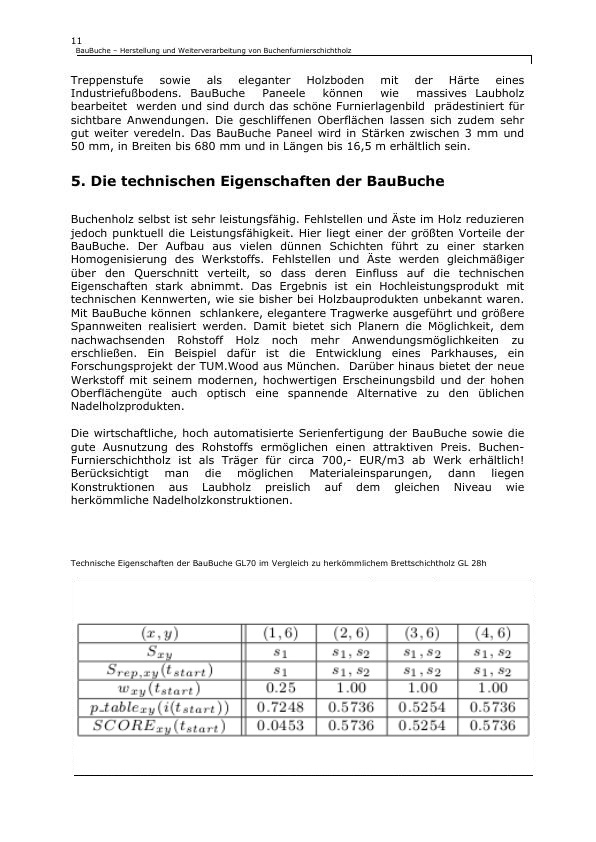 11
BauBuche – Herstellung und Weiterverarbeitung von Buchenfurnierschichtholz
Treppenstufe sowie als eleganter Holzboden mit der Härte eines
Industriefußbodens. BauBuche Paneele können wie massives Laubholz
bearbeitet werden und sind durch das schöne Furnierlagenbild prädestiniert für
sichtbare Anwendungen. Die geschliffenen Oberflächen lassen sich zudem sehr
gut weiter veredeln. Das BauBuche Paneel wird in Stärken zwischen 3 mm und
50 mm, in Breiten bis 680 mm und in Längen bis 16,5 m erhältlich sein.
5. Die technischen Eigenschaften der BauBuche
Buchenholz selbst ist sehr leistungsfähig. Fehlstellen und Äste im Holz reduzieren
jedoch punktuell die Leistungsfähigkeit. Hier liegt einer der größten Vorteile der
BauBuche. Der Aufbau aus vielen dünnen Schichten führt zu einer starken
Homogenisierung des Werkstoffs. Fehlstellen und Äste werden gleichmäßiger
über den Querschnitt verteilt, so dass deren Einfluss auf die technischen
Eigenschaften stark abnimmt. Das Ergebnis ist ein Hochleistungsprodukt mit
technischen Kennwerten, wie sie bisher bei Holzbauprodukten unbekannt waren.
Mit BauBuche können schlankere, elegantere Tragwerke ausgeführt und größere
Spannweiten realisiert werden. Damit bietet sich Planern die Möglichkeit, dem
nachwachsenden Rohstoff Holz noch mehr Anwendungsmöglichkeiten zu
erschließen. Ein Beispiel dafür ist die Entwicklung eines Parkhauses, ein
Forschungsprojekt der TUM.Wood aus München. Darüber hinaus bietet der neue
Werkstoff mit seinem modernen, hochwertigen Erscheinungsbild und der hohen
Oberflächengüte auch optisch eine spannende Alternative zu den üblichen
Nadelholzprodukten.
Die wirtschaftliche, hoch automatisierte Serienfertigung der BauBuche sowie die
gute Ausnutzung des Rohstoffs ermöglichen einen attraktiven Preis. Buchen-
Furnierschichtholz ist als Träger für circa 700,- EUR/m3 ab Werk erhältlich!
Berücksichtigt man die möglichen Materialeinsparungen, dann liegen
Konstruktionen aus Laubholz preislich auf dem gleichen Niveau wie
herkömmliche Nadelholzkonstruktionen.
Technische Eigenschaften der BauBuche GL70 im Vergleich zu herkömmlichem Brettschichtholz GL 28h
(x, y) (1, 6) (2, 6) (3, 6) (4, 6)
S_{xy} s_1 s_1, s_2 s_1, s_2 s_1, s_2
S_{rep,xy}(t_{start}) s_1 s_1, s_2 s_1, s_2 s_1, s_2
w_{xy}(t_{start}) 0.25 1.00 1.00 1.00
p_table_{xy}(i(t_{start})) 0.7248 0.5736 0.5254 0.5736
SCORE_{xy}(t_{start}) 0.0453 0.5736 0.5254 0.5736